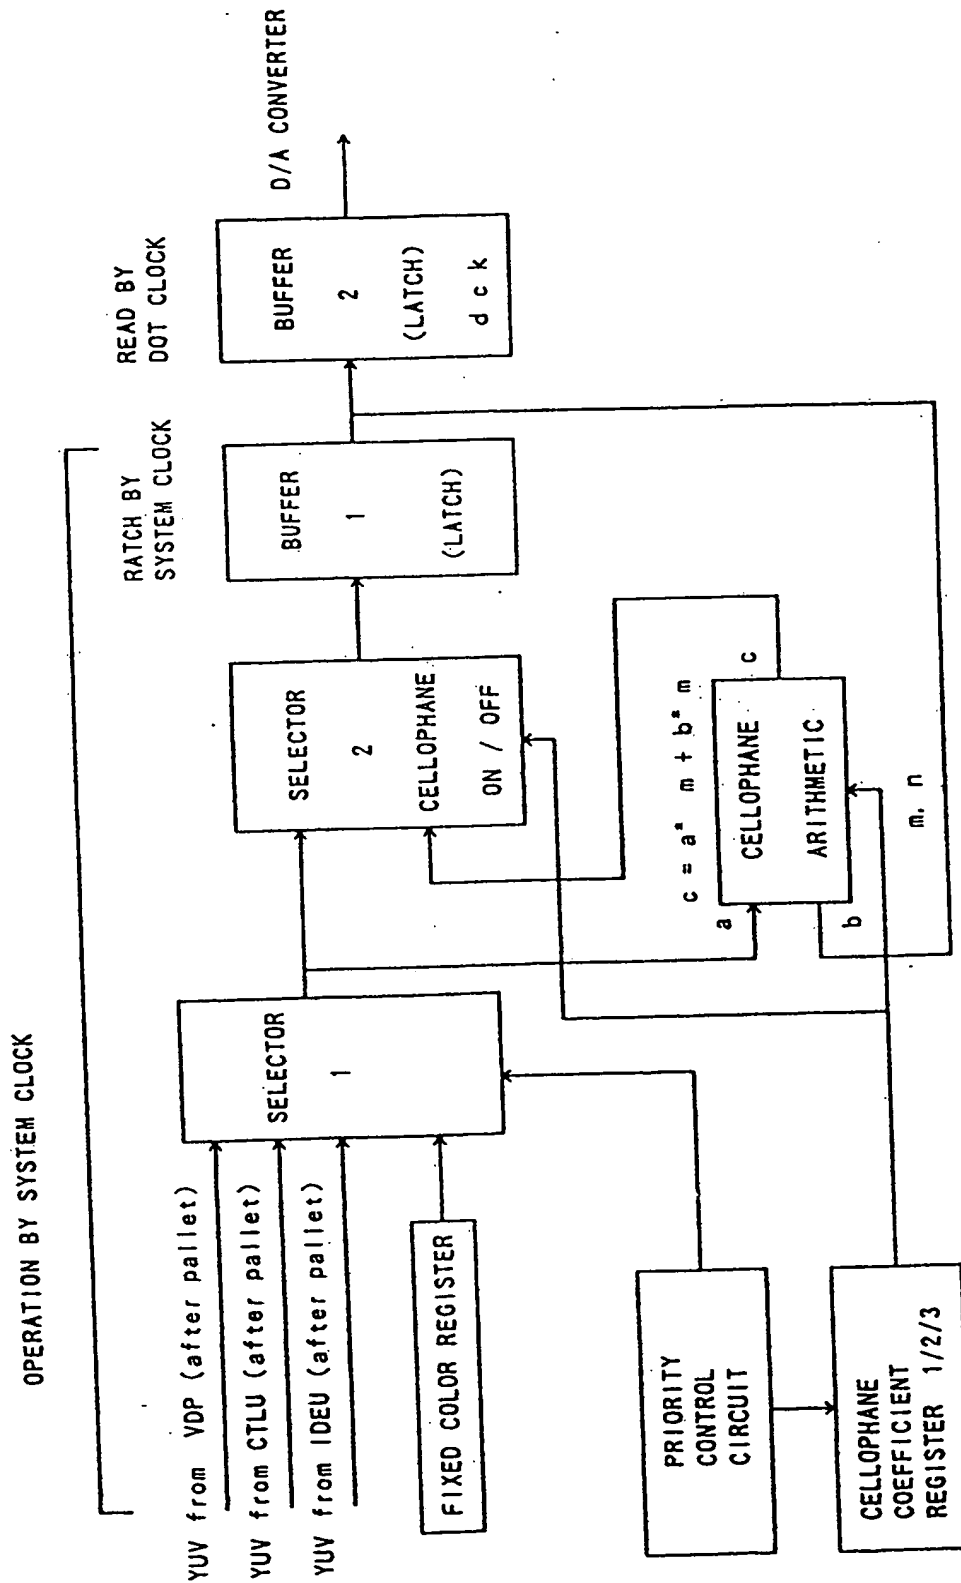 OPERATION BY SYSTEM CLOCK
RATCH BY
SYSTEM CLOCK
READ BY
DOT CLOCK
YUV from VDP (after pallet)
YUV from CTLU (after pallet)
YUV from IDEU (after pallet)
FIXED COLOR REGISTER
SELECTOR
1
SELECTOR
2
CELLOPHANE
ON / OFF
BUFFER
1
(LATCH)
BUFFER
2
(LATCH)
d c k
D/A CONVERTER
c = a* m + b* m
a
c
CELLOPHANE
ARITHMETIC
b
m, n
PRIORITY
CONTROL
CIRCUIT
CELLOPHANE
COEFFICIENT
REGISTER 1/2/3